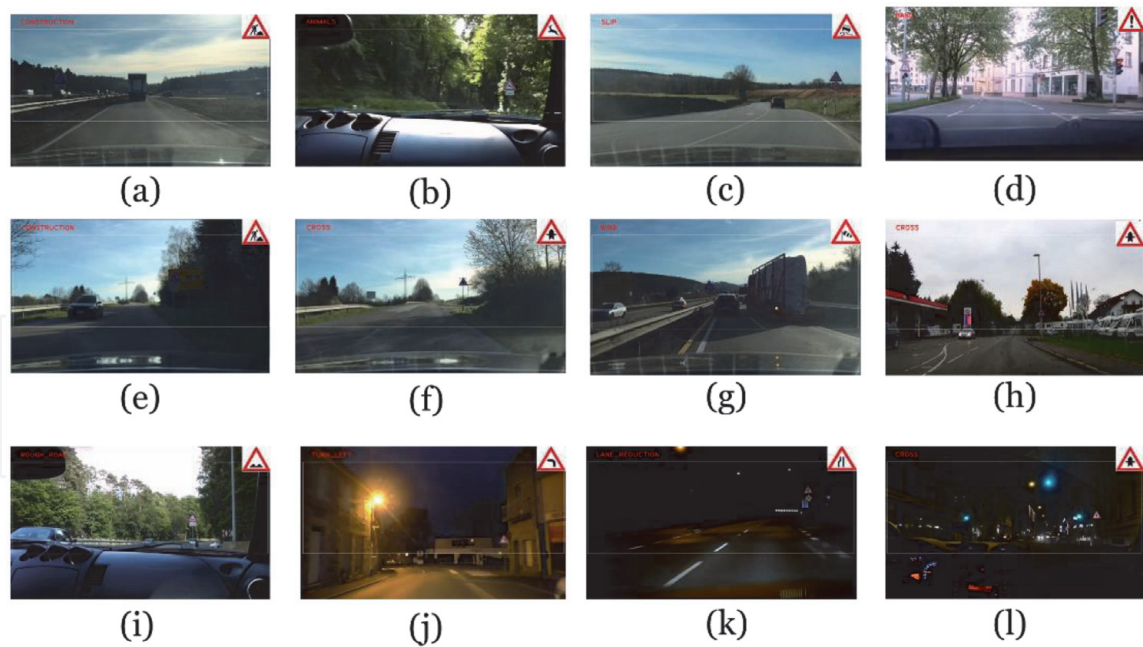 CONSTRUCTION
ANIMALS
SLIP
(a)
(b)
(c)
(d)
CONSTRUCTION
CROSS
CROSS
(e)
(f)
(g)
(h)
ROUGH_ROAD
TURN_LEFT
LANE_REDUCTION
CROSS
(i)
(j)
(k)
(l)